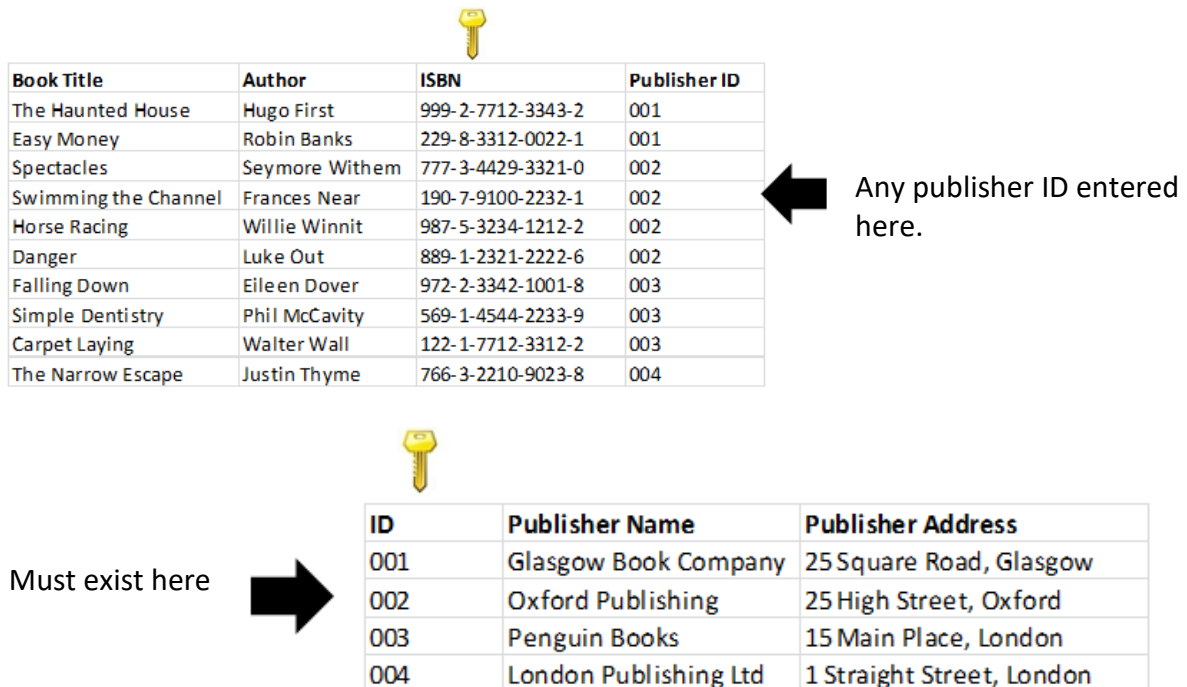 Book Title Author ISBN Publisher ID
The Haunted House Hugo First 999-2-7712-3343-2 001
Easy Money Robin Banks 229-8-3312-0022-1 001
Spectacles Seymore Withem 777-3-4429-3321-0 002
Swimming the Channel Frances Near 190-7-9100-2232-1 002
Horse Racing Willie Winnit 987-5-3234-1212-2 002
Danger Luke Out 889-1-2321-2222-6 002
Falling Down Eileen Dover 972-2-3342-1001-8 003
Simple Dentistry Phil McCavity 569-1-4544-2233-9 003
Carpet Laying Walter Wall 122-1-7712-3312-2 003
The Narrow Escape Justin Thyme 766-3-2210-9023-8 004
Any publisher ID entered
here.
Must exist here
ID Publisher Name Publisher Address
001 Glasgow Book Company 25 Square Road, Glasgow
002 Oxford Publishing 25 High Street, Oxford
003 Penguin Books 15 Main Place, London
004 London Publishing Ltd 1 Straight Street, London